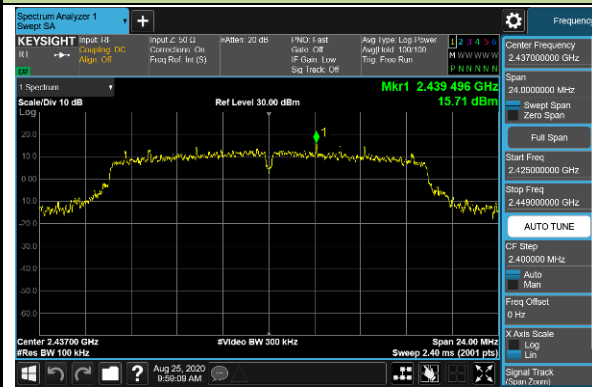 Spectrum Analyzer 1
Swept SA
Frequency
KEYSIGHT
Input: RF
Coupling: DC
Align: Off
Input Z: 50 Ω
Corrections: On
Freq Ref: Int (S)
#Atten: 20 dB
PNO: Fast
Gate: Off
IF Gain: Low
Sig Track: Off
Avg Type: Log-Power
Avg|Hold: 100/100
Trig: Free Run
1 2 3 4 5 6
M W W W W W
P N N N N N
1 Spectrum
Scale/Div 10 dB
Log
Ref Level 30.00 dBm
Mkr1 2.439 496 GHz
15.71 dBm
1
20.0
10.0
0.00
-10.0
-20.0
-30.0
-40.0
-50.0
-60.0
Center 2.43700 GHz
#Res BW 100 kHz
#Video BW 300 kHz
Span 24.00 MHz
Sweep 2.40 ms (2001 pts)
Aug 25, 2020
9:59:09 AM
Center Frequency
2.437000000 GHz
Span
24.0000000 MHz
Swept Span
Zero Span
Full Span
Start Freq
2.425000000 GHz
Stop Freq
2.449000000 GHz
AUTO TUNE
CF Step
2.400000 MHz
Auto
Man
Freq Offset
0 Hz
X Axis Scale
Log
Lin
Signal Track
(Span Zoom)